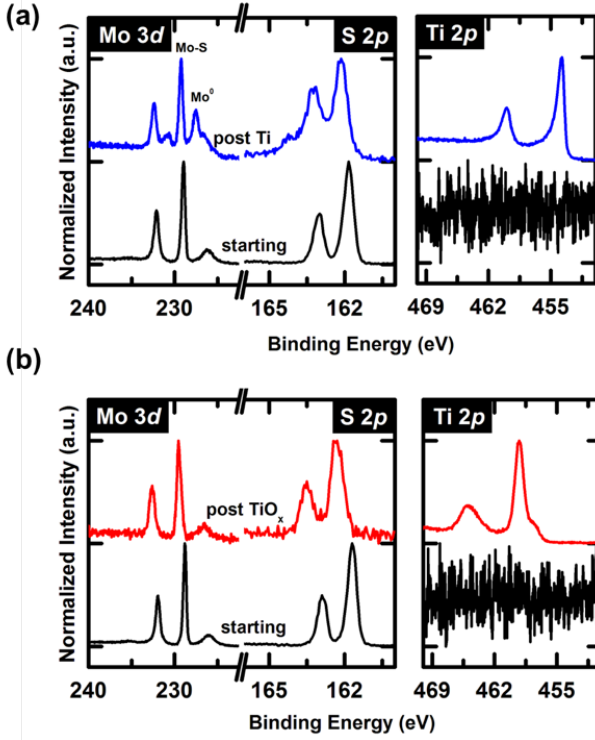 (a)
Mo 3d
S 2p
Ti 2p
Mo-S
Mo⁰
post Ti
starting
Normalized Intensity (a.u.)
240 230 165 162 469 462 455
Binding Energy (eV)
(b)
Mo 3d
S 2p
Ti 2p
post TiOₓ
starting
Normalized Intensity (a.u.)
240 230 165 162 469 462 455
Binding Energy (eV)